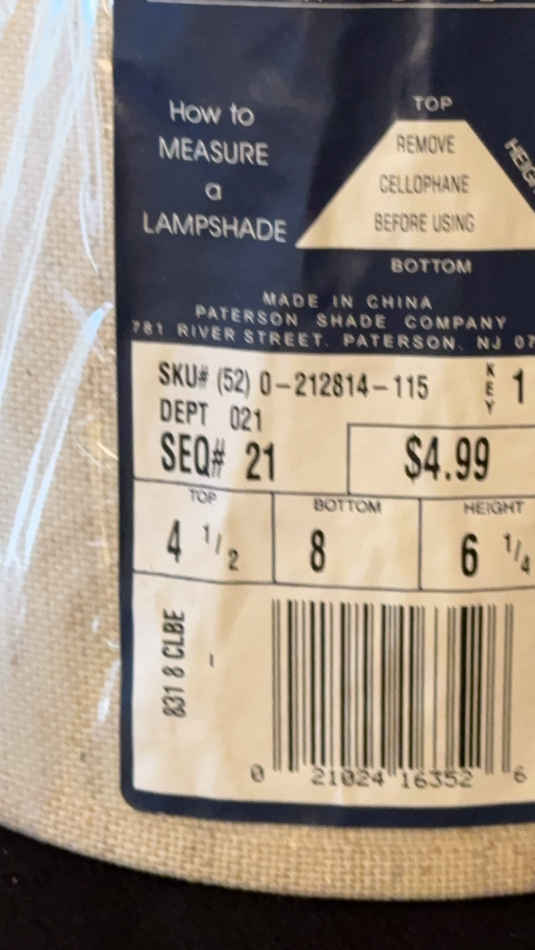 How to
MEASURE
a
LAMPSHADE
TOP
REMOVE
CELLOPHANE
BEFORE USING
BOTTOM
MADE IN CHINA
PATERSON SHADE COMPANY
781 RIVER STREET. PATERSON. NJ 07
SKU# (52) 0-212814-115
KEY 1
DEPT 021
SEQ# 21
$4.99
TOP
BOTTOM
HEIGHT
4 1/2
8
6 1/4
831 8 CLBE
0 21024 16352 6